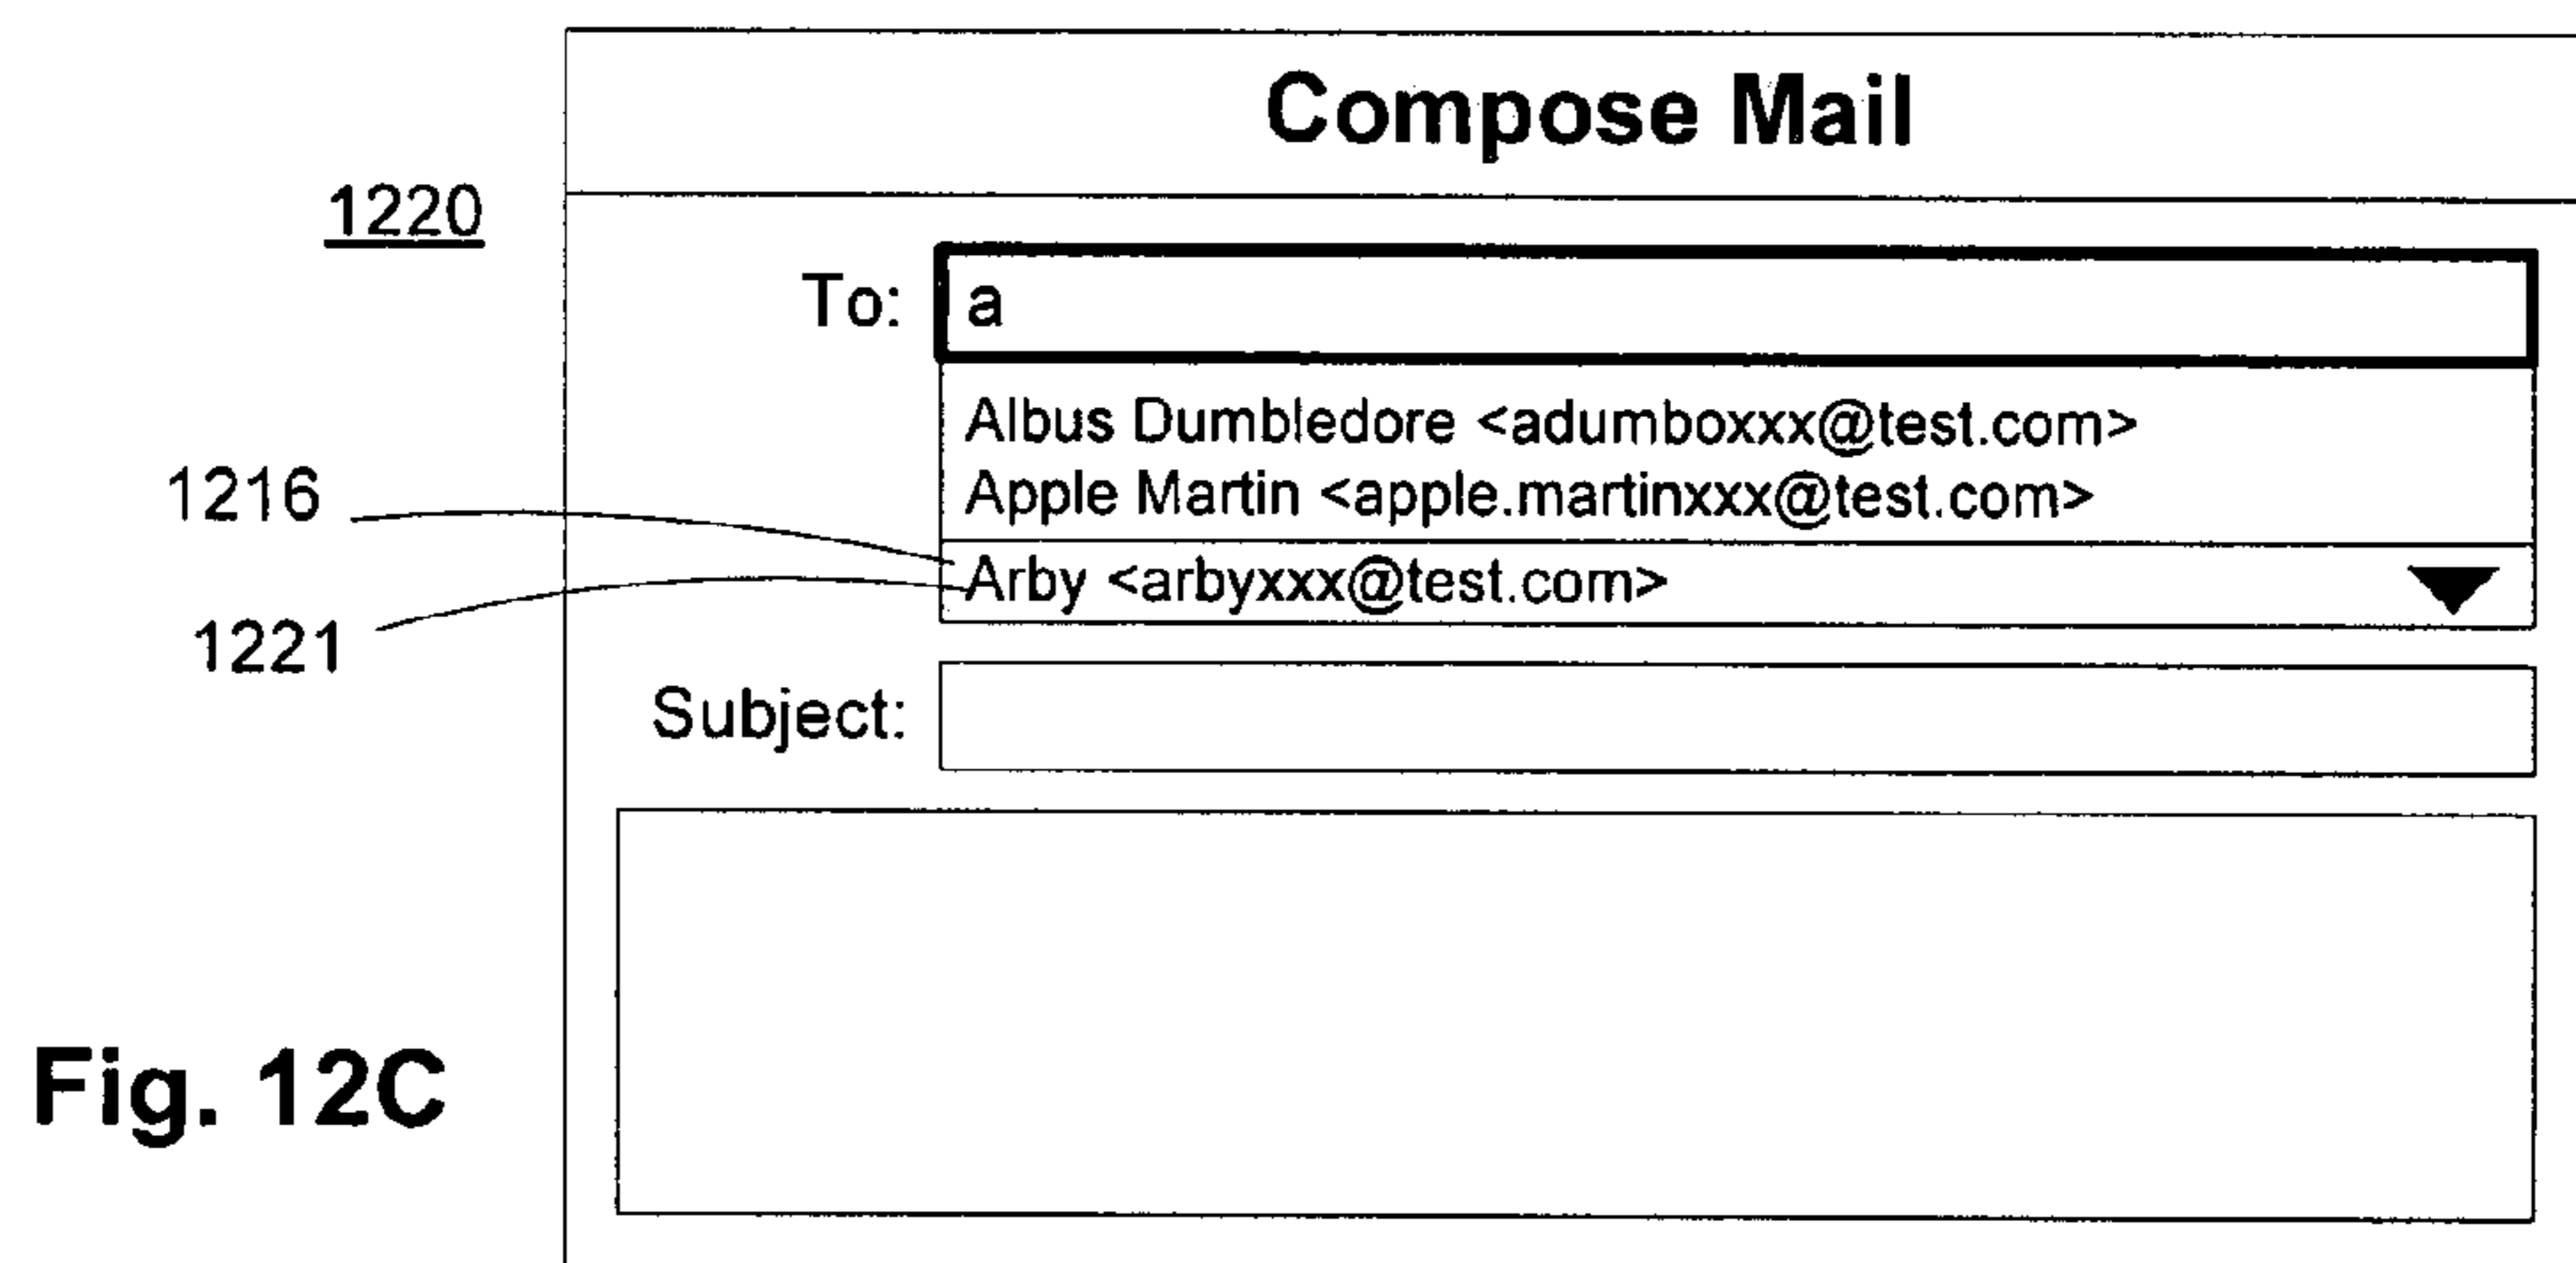 Compose Mail
1220
To: a
Albus Dumbledore <adumboxxx@test.com>
1216
Apple Martin <apple.martinxxx@test.com>
Arby <arbyxxx@test.com>
1221
Subject:
Fig. 12C